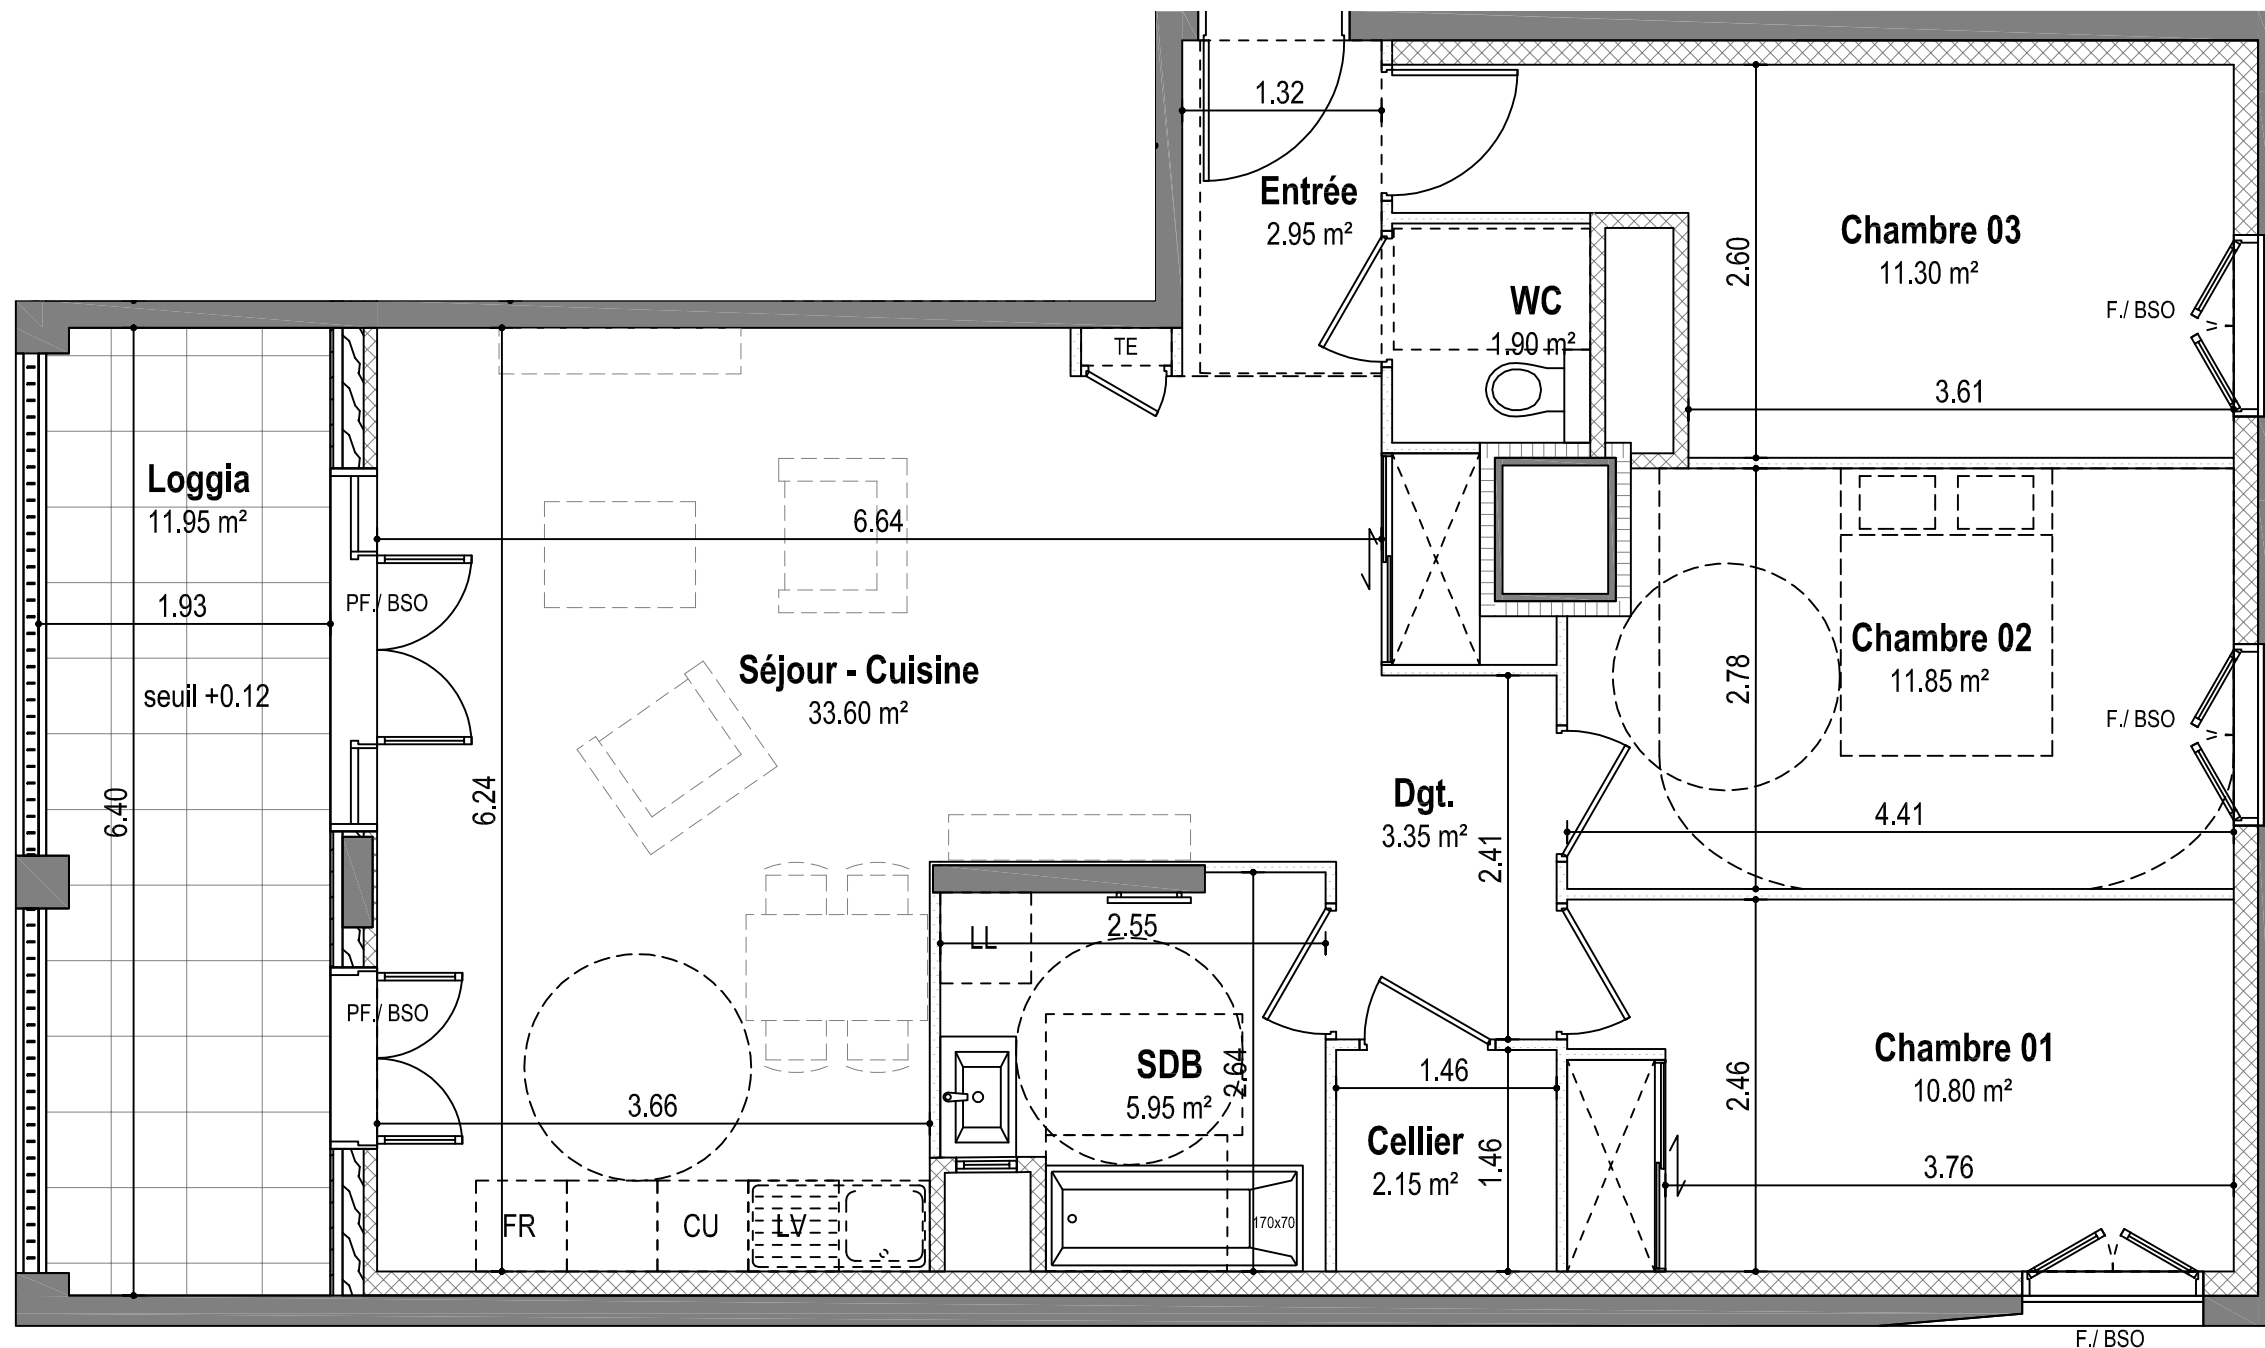 1.32
Entrée
2.95 m²
Chambre 03
11.30 m²
2.60
F./ BSO
3.61
WC
1.90 m²
TE
Loggia
11.95 m²
1.93
seuil +0.12
6.40
PF./ BSO
6.64
Séjour - Cuisine
33.60 m²
6.24
Chambre 02
11.85 m²
2.78
F./ BSO
4.41
Dgt.
3.35 m²
2.41
LL
2.55
SDB
5.95 m²
2.64
170x70
PF./ BSO
3.66
FR
CU
LV
1.46
Cellier
2.15 m²
1.46
Chambre 01
10.80 m²
2.46
3.76
F./ BSO